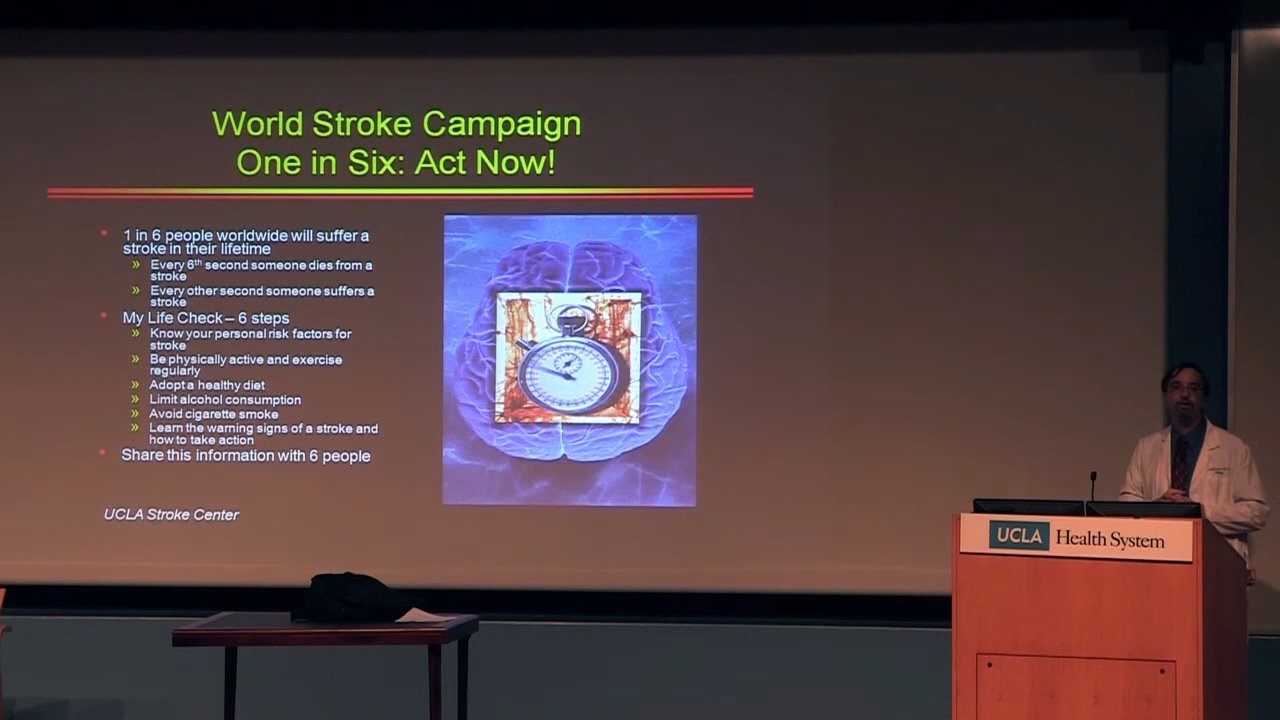 World Stroke Campaign
One in Six: Act Now!
• 1 in 6 people worldwide will suffer a
stroke in their lifetime
» Every 6th second someone dies from a
stroke
» Every other second someone suffers a
stroke
• My Life Check – 6 steps
» Know your personal risk factors for
stroke
» Be physically active and exercise
regularly
» Adopt a healthy diet
» Limit alcohol consumption
» Avoid cigarette smoke
» Learn the warning signs of a stroke and
how to take action
• Share this information with 6 people
UCLA Stroke Center
UCLA Health System